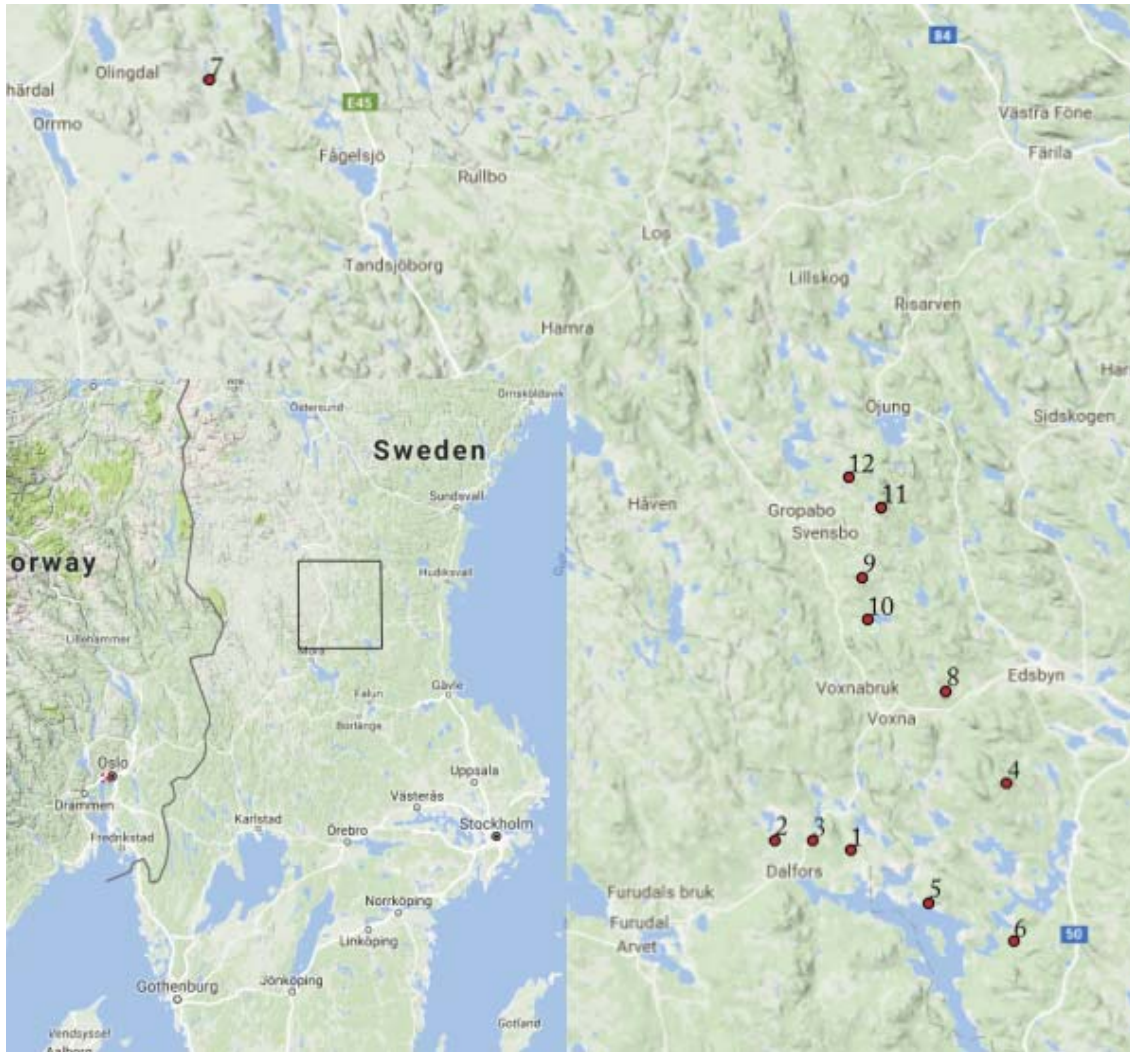 84
7
Olingdal
härdal
E45
Västra Föne
Orrmo
Fågelsjö
Färila
Rullbo
Los
Tandsjöborg
Lillskog
Risarven
Hamra
Har
Östersund
Ojung
Sidskogen
Sweden
12
Sundsvall
11
Håven
Gropabo
Svensbo
orway
9
Hudiksvall
10
Lillehammer
Mora
Edsbyn
8
Voxnabruk
Falun
Gävle
Voxna
Borlänge
Oslo
4
Uppsala
Drammen
Västerås
Karlstad
Örebro
Stockholm
2
3
1
Fredrikstad
Dalfors
5
Furudals bruk
Norrköping
Furudal
6
50
Linköping
Arvet
Jönköping
Gothenburg
Gotland
Vendsyssel
Aalborg